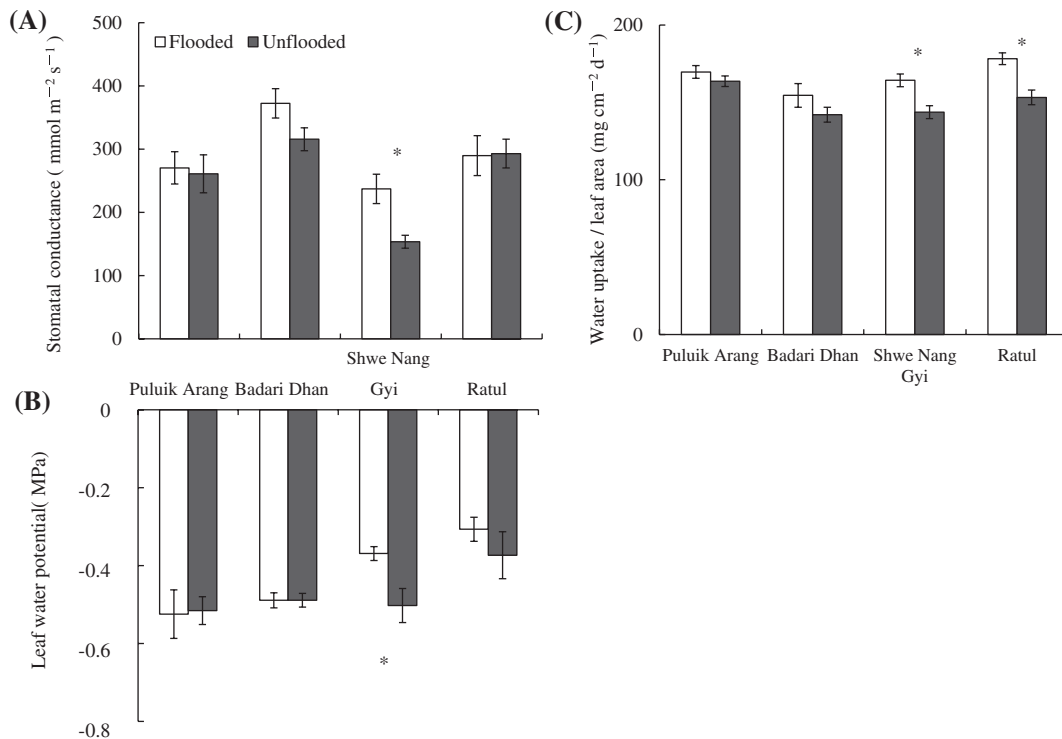 (A)
Stomatal conductance ( mmol m−2 s−1)
500
400
300
200
100
0
Flooded Unflooded
*
Shwe Nang
Puluik Arang Badari Dhan Gyi Ratul
(B)
Leaf water potential( MPa)
0
-0.2
-0.4
-0.6
-0.8
*
(C)
Water uptake / leaf area (mg cm−2 d−1)
200
100
0
*
*
Puluik Arang Badari Dhan Shwe Nang Ratul
Gyi